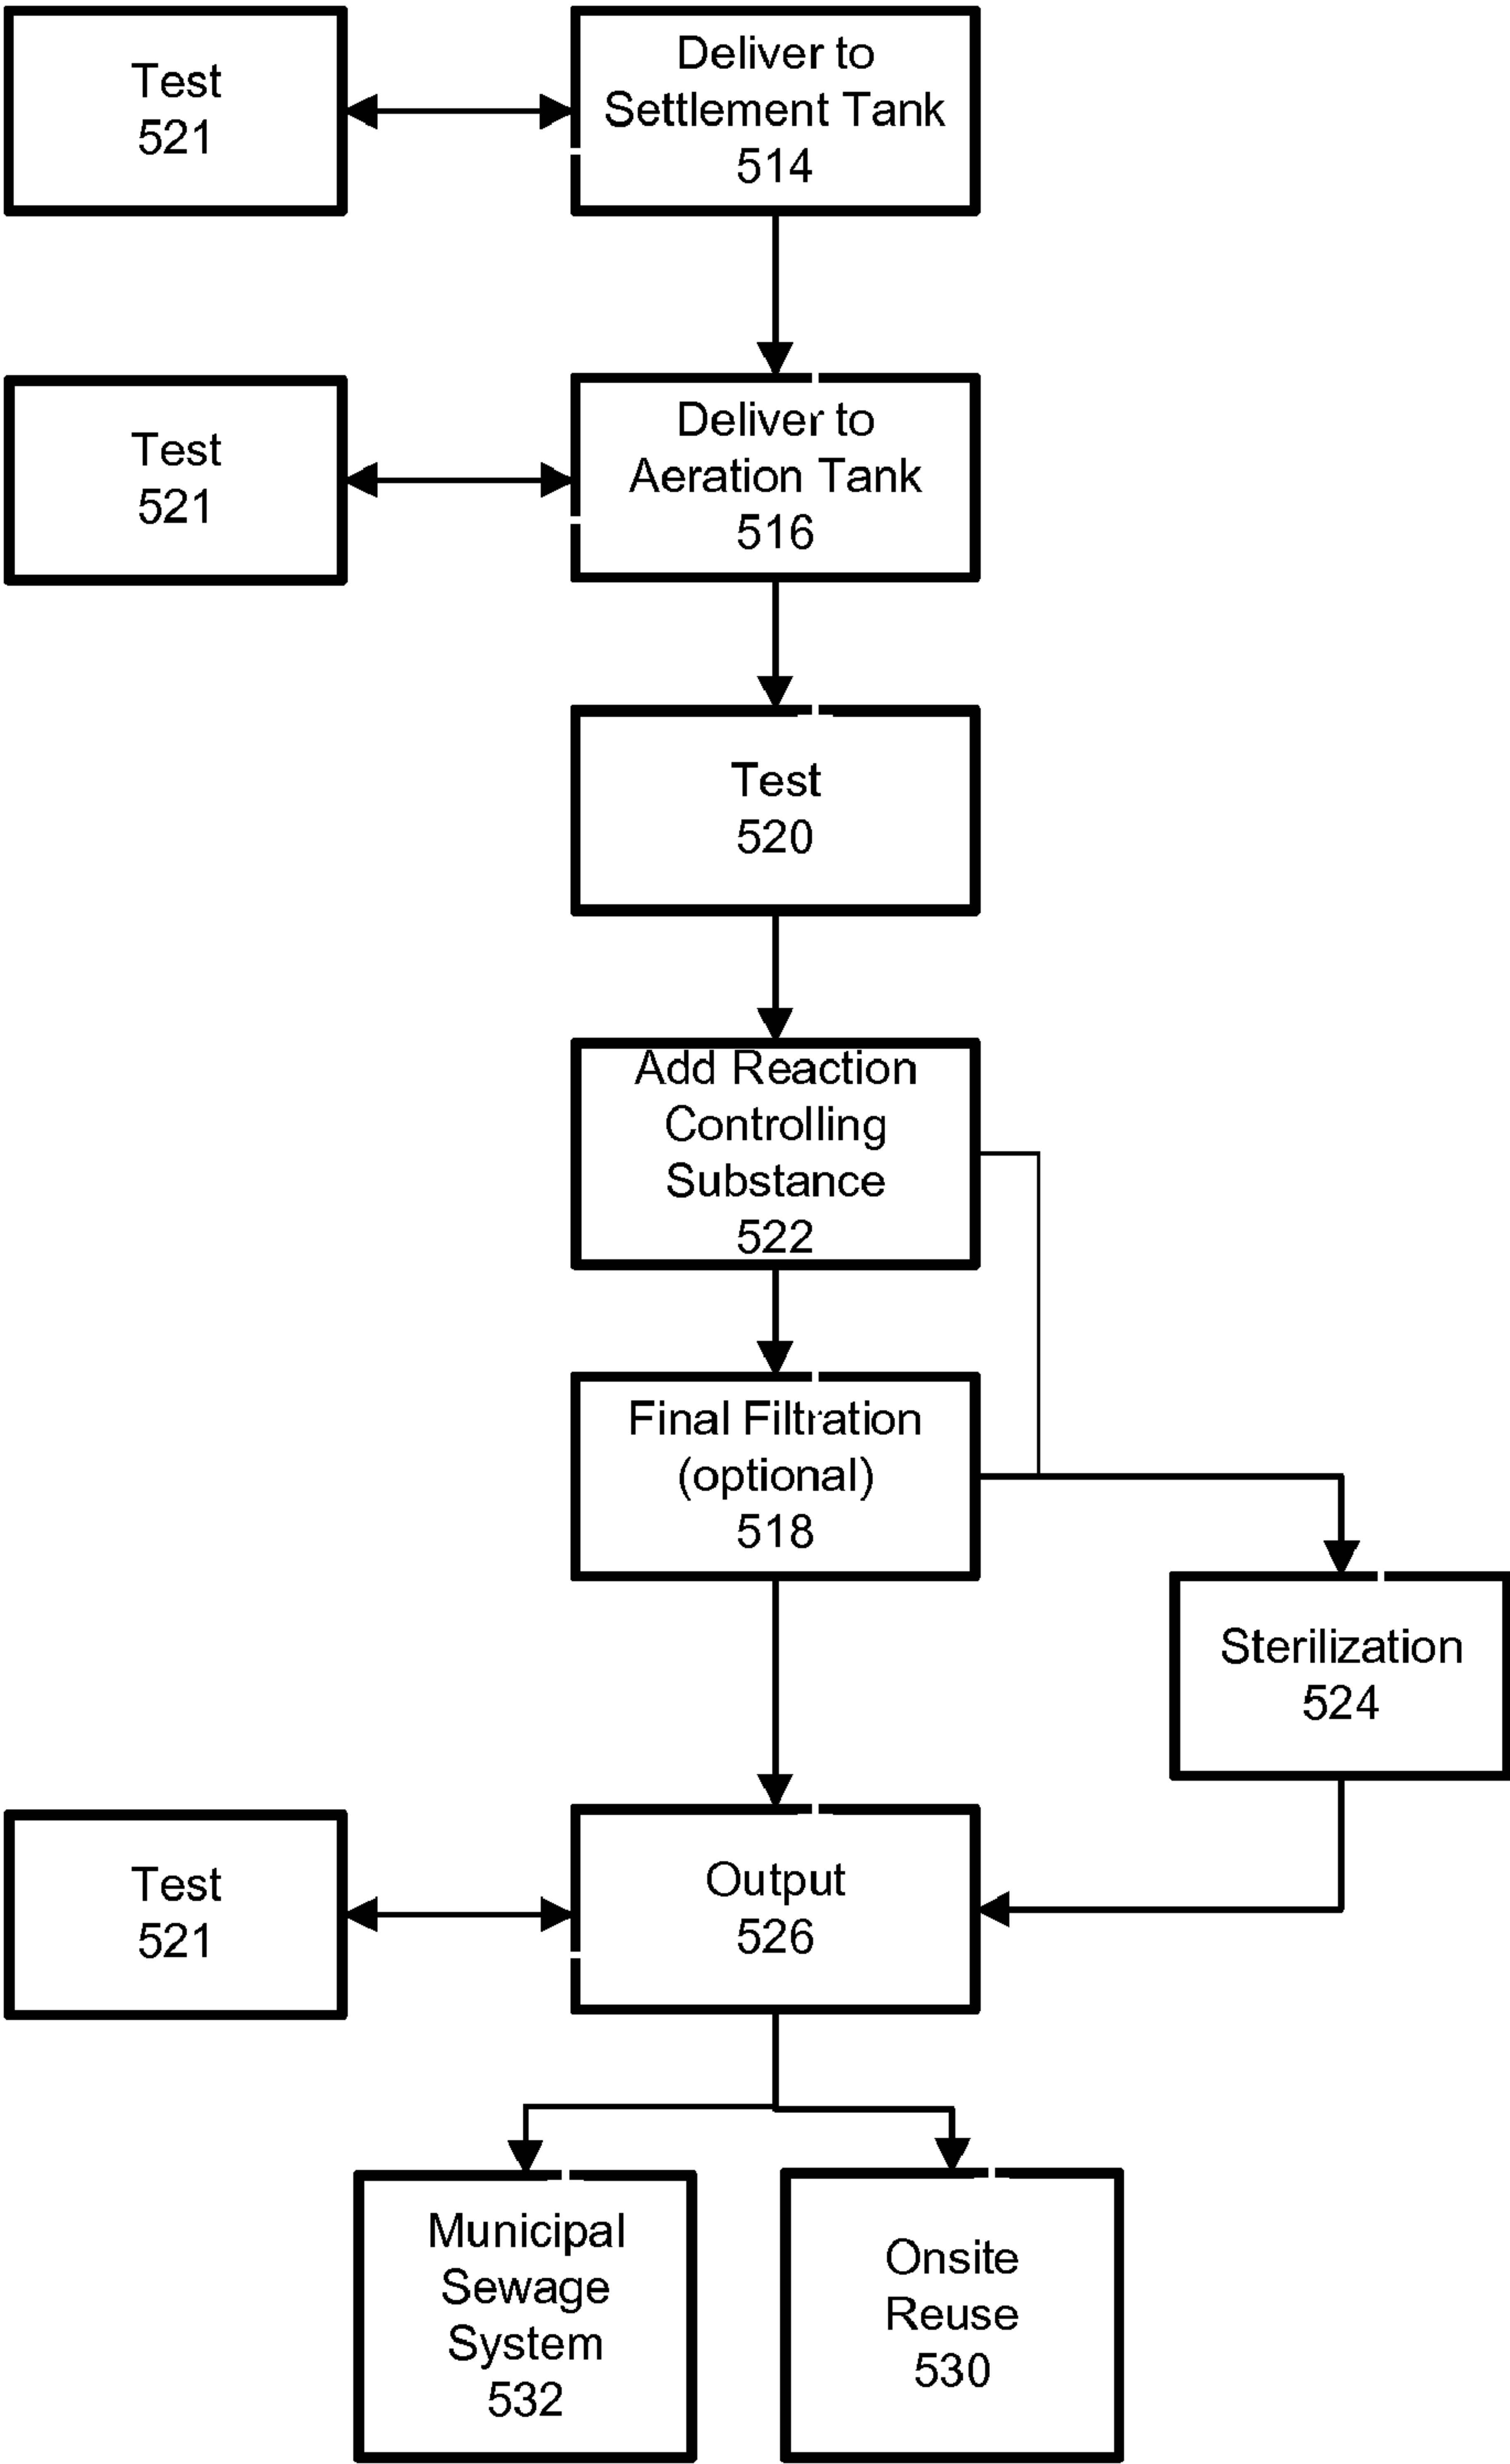 Test
521
Deliver to
Settlement Tank
514
Test
521
Deliver to
Aeration Tank
516
Test
520
Add Reaction
Controlling
Substance
522
Final Filtration
(optional)
518
Sterilization
524
Test
521
Output
526
Municipal
Sewage
System
532
Onsite
Reuse
530